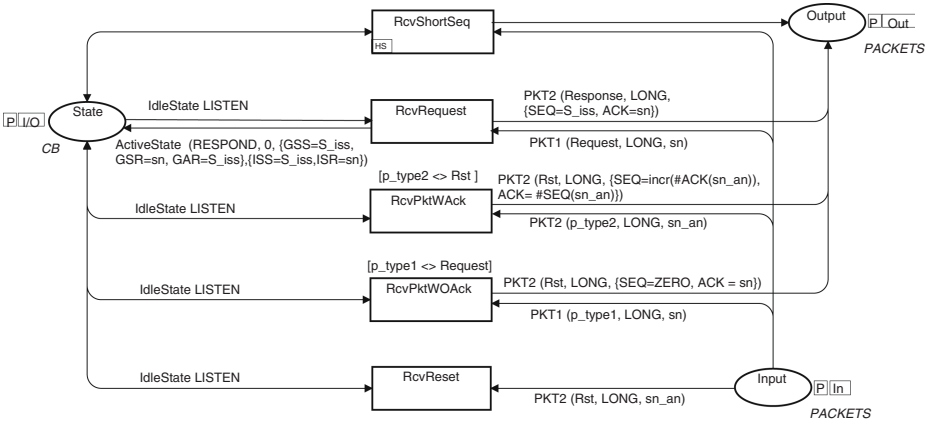 RcvShortSeq
HS
Output
P Out
PACKETS
State
P I/O
CB
IdleState LISTEN
RcvRequest
PKT2 (Response, LONG,
{SEQ=S_iss, ACK=sn})
PKT1 (Request, LONG, sn)
ActiveState (RESPOND, 0, {GSS=S_iss,
GSR=sn, GAR=S_iss},{ISS=S_iss,ISR=sn})
[p_type2 <> Rst ]
RcvPktWAck
IdleState LISTEN
PKT2 (Rst, LONG, {SEQ=incr(#ACK(sn_an)),
ACK= #SEQ(sn_an)})
PKT2 (p_type2, LONG, sn_an)
[p_type1 <> Request]
RcvPktWOAck
IdleState LISTEN
PKT2 (Rst, LONG, {SEQ=ZERO, ACK = sn})
PKT1 (p_type1, LONG, sn)
IdleState LISTEN
RcvReset
PKT2 (Rst, LONG, sn_an)
Input
P In
PACKETS